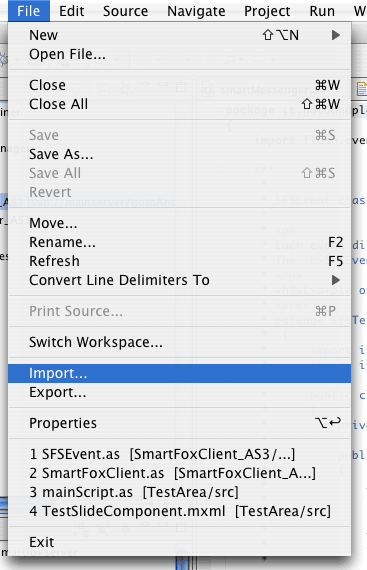 File Edit Source Navigate Project Run W
New ⇧⌥N ▶
Open File...
Close ⌘W
Close All ⇧⌘W
Save ⌘S
Save As...
Save All ⇧⌘S
Revert
Move...
Rename... F2
Refresh F5
Convert Line Delimiters To ▶
Print Source... ⌘P
Switch Workspace...
Import...
Export...
Properties ⌥↩
1 SFSEvent.as [SmartFoxClient_AS3/...]
2 SmartFoxClient.as [SmartFoxClient_A...]
3 mainScript.as [TestArea/src]
4 TestSlideComponent.mxml [TestArea/src]
Exit